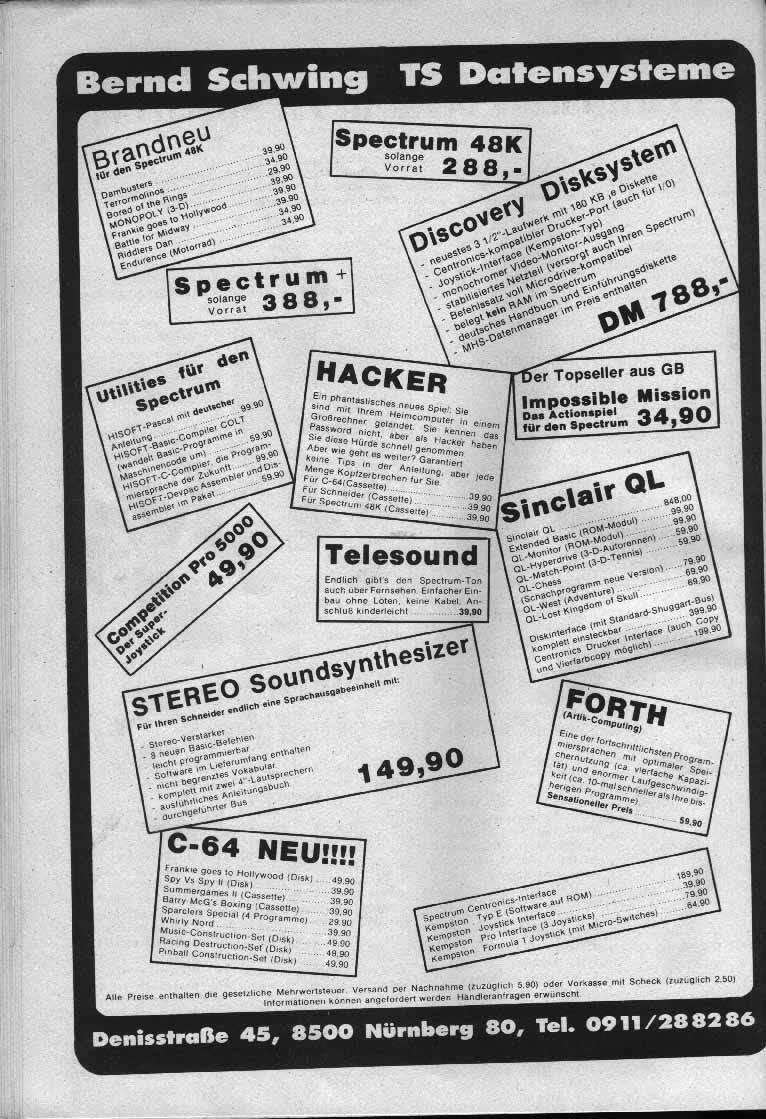 Bernd Schwing TS Datensysteme
Brandneu
für den Spectrum 48K
Dambusters 39,90
Terrormolinos 34,90
Bored of the Rings 29,90
MONOPOLY (3-D) 39,90
Frankie goes to Hollywood 39,90
Battle for Midway 39,90
Riddlers Dan 34,90
Endurence (Motorrad) 34,90
Spectrum 48K
solange
Vorrat 288,-
Discovery Disksystem
- neuestes 3 1/2"-Laufwerk mit 180 KB ,e Diskette
- Centronics-kompatibler Drucker-Port (auch für I/0)
- Joystick-Interface (Kempston-Typ)
- monochromer Video-Monitor-Ausgang
- stabilisiertes Netzteil (versorgt auch Ihren Spectrum)
- Befehlssatz voll Microdrive-kompatibel
- belegt kein RAM im Spectrum
- deutsches Handbuch und Einführungsdiskette
- MHS-Datenmanager im Preis enthalten
DM 788,-
Spectrum +
solange
Vorrat 388,-
Utilities für den
Spectrum
HISOFT-Pascal mit deutscher
Anleitung 99,90
HISOFT-Basic-Compiler COLT
(wandelt Basic-Programme in
Maschinencode um) 59,90
HISOFT-C-Compiler, die Program-
miersprache der Zukunft 99,90
HISOFT-Devpac Assembler und Dis-
assembler im Paket 59,90
HACKER
Ein phantastisches neues Spiel: Sie
sind mit Ihrem Heimcomputer in einem
Großrechner gelandet. Sie kennen das
Password nicht, aber als Hacker haben
Sie diese Hürde schnell genommen.
Aber wie geht es weiter? Garantiert
keine Tips in der Anleitung, aber jede
Menge Kopfzerbrechen für Sie.
Für C-64(Cassette) 39,90
Für Schneider (Cassette) 39,90
Für Spectrum 48K (Cassette) 39,90
Der Topseller aus GB
Impossible Mission
Das Actionspiel
für den Spectrum 34,90
Sinclair QL
Sinclair QL 848,00
Extended Basic (ROM-Modul) 99,90
QL-Monitor (ROM-Modul) 99,90
QL-Hyperdrive (3-D-Autorennen) 59,90
QL-Match-Point (3-D-Tennis) 59,90
QL-Chess
(Schachprogramm neue Version) 79,90
QL-West (Adventure) 69,90
QL-Lost Kingdom of Skull 69,90
Diskinterface (mit Standard-Shuggart-Bus)
komplett einsteckbar 399,90
Centronics Drucker Interface (auch Copy
und Vierfarbcopy möglich) 199,90
Competition Pro 5000
Der Super-
Joystick
49,90
Telesound
Endlich gibt's den Spectrum-Ton
auch über Fernsehen. Einfacher Ein-
bau ohne Löten, keine Kabel. An-
schluß kinderleicht 39,90
STEREO Soundsynthesizer
Für Ihren Schneider endlich eine Sprachausgabeeinheit mit:
- Stereo-Verstärker
- 8 neuen Basic-Befehlen
leicht programmierbar
- Software im Lieferumfang enthalten
- nicht begrenztes Vokabular
- komplett mit zwei 4"-Lautsprechern
- ausführliches Anleitungsbuch
- durchgeführter Bus
149,90
FORTH
(Artik-Computing)
Eine der fortschrittlichsten Program-
miersprachen mit optimaler Spei-
chernutzung (ca. vierfache Kapazi-
tät) und enormer Laufgeschwindig-
keit (ca. 10-mal schneller als Ihre bis-
herigen Programme).
Sensationeller Preis 59,90
C-64 NEU!!!!
Frankie goes to Hollywood (Disk) 49,90
Spy Vs Spy II (Disk) 39,90
Summergames II (Cassette) 39,90
Barry McG's Boxing (Cassette) 39,90
Sparclers Special (4 Programme) 29,90
Whirly Nord 39,90
Music-Construction-Set (Disk) 49,90
Racing Destruction-Set (Disk) 49,90
Pinball Construction-Set (Disk) 49,90
Spectrum Centronics-Interface 189,90
Kempston Typ E (Software auf ROM) 39,90
Kempston Joystick Interface 79,90
Kempston Pro Interface (3 Joysticks) 64,90
Kempston Formula 1 Joystick (mit Micro-Switches)
Alle Preise enthalten die gesetzliche Mehrwertsteuer. Versand per Nachnahme (zuzüglich 5,90) oder Vorkasse mit Scheck (zuzüglich 2,50)
Informationen können angefordert werden. Händleranfragen erwünscht.
Denisstraße 45, 8500 Nürnberg 80, Tel. 0911/288286